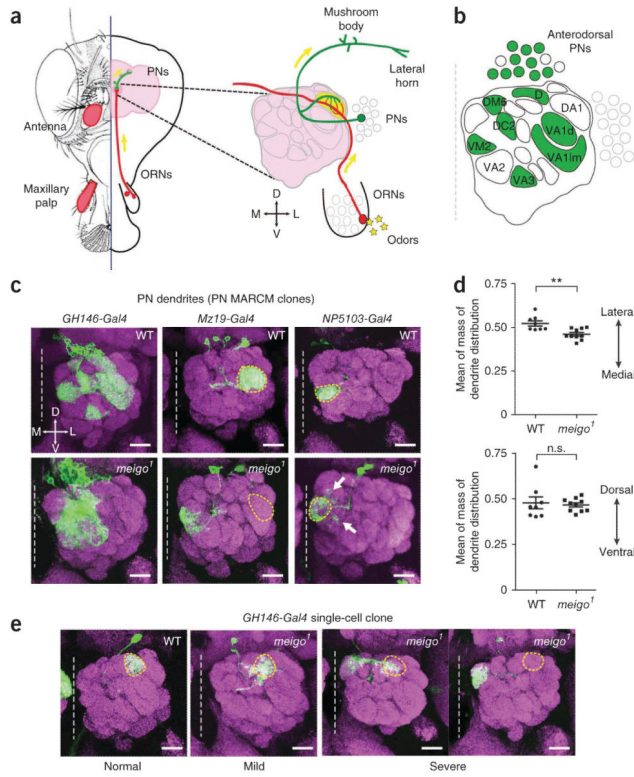 a
Mushroom
body
PNs
Lateral
horn
Antenna
PNs
Maxillary
palp
ORNs
ORNs
D
M
L
V
Odors
b
Anterodorsal
PNs
D
DM6
DA1
DC2
VA1d
VM2
VA1lm
VA2
VA3
c
PN dendrites (PN MARCM clones)
GH146-Gal4
Mz19-Gal4
NP5103-Gal4
WT
WT
WT
D
M
L
V
meigo1
meigo1
meigo1
d
**
0.75
0.50
0.25
0
Mean of mass of
dendrite distribution
Lateral
Medial
WT
meigo1
n.s.
0.75
0.50
0.25
0
Mean of mass of
dendrite distribution
Dorsal
Ventral
WT
meigo1
e
GH146-Gal4 single-cell clone
WT
meigo1
meigo1
Normal
Mild
Severe